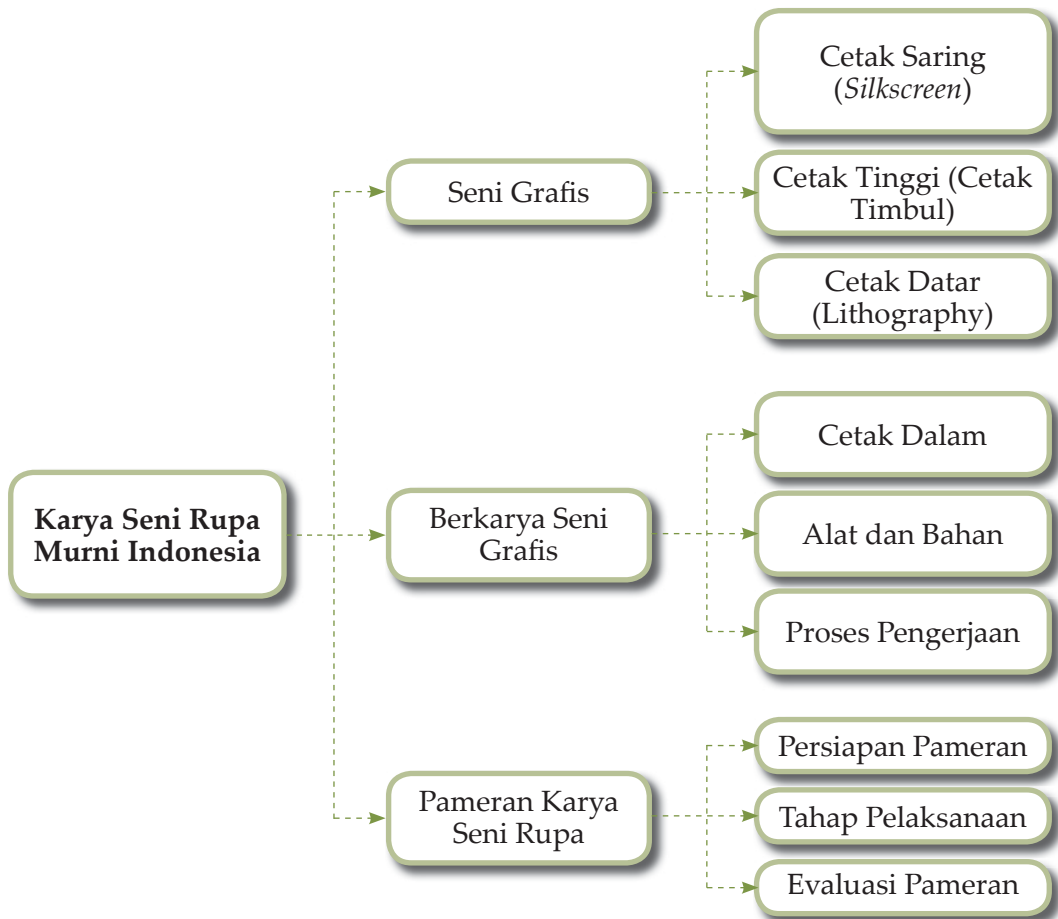 Karya Seni Rupa
Murni Indonesia
Seni Grafis
Cetak Saring
(Silkscreen)
Cetak Tinggi (Cetak
Timbul)
Cetak Datar
(Lithography)
Berkarya Seni
Grafis
Cetak Dalam
Alat dan Bahan
Proses Pengerjaan
Pameran Karya
Seni Rupa
Persiapan Pameran
Tahap Pelaksanaan
Evaluasi Pameran